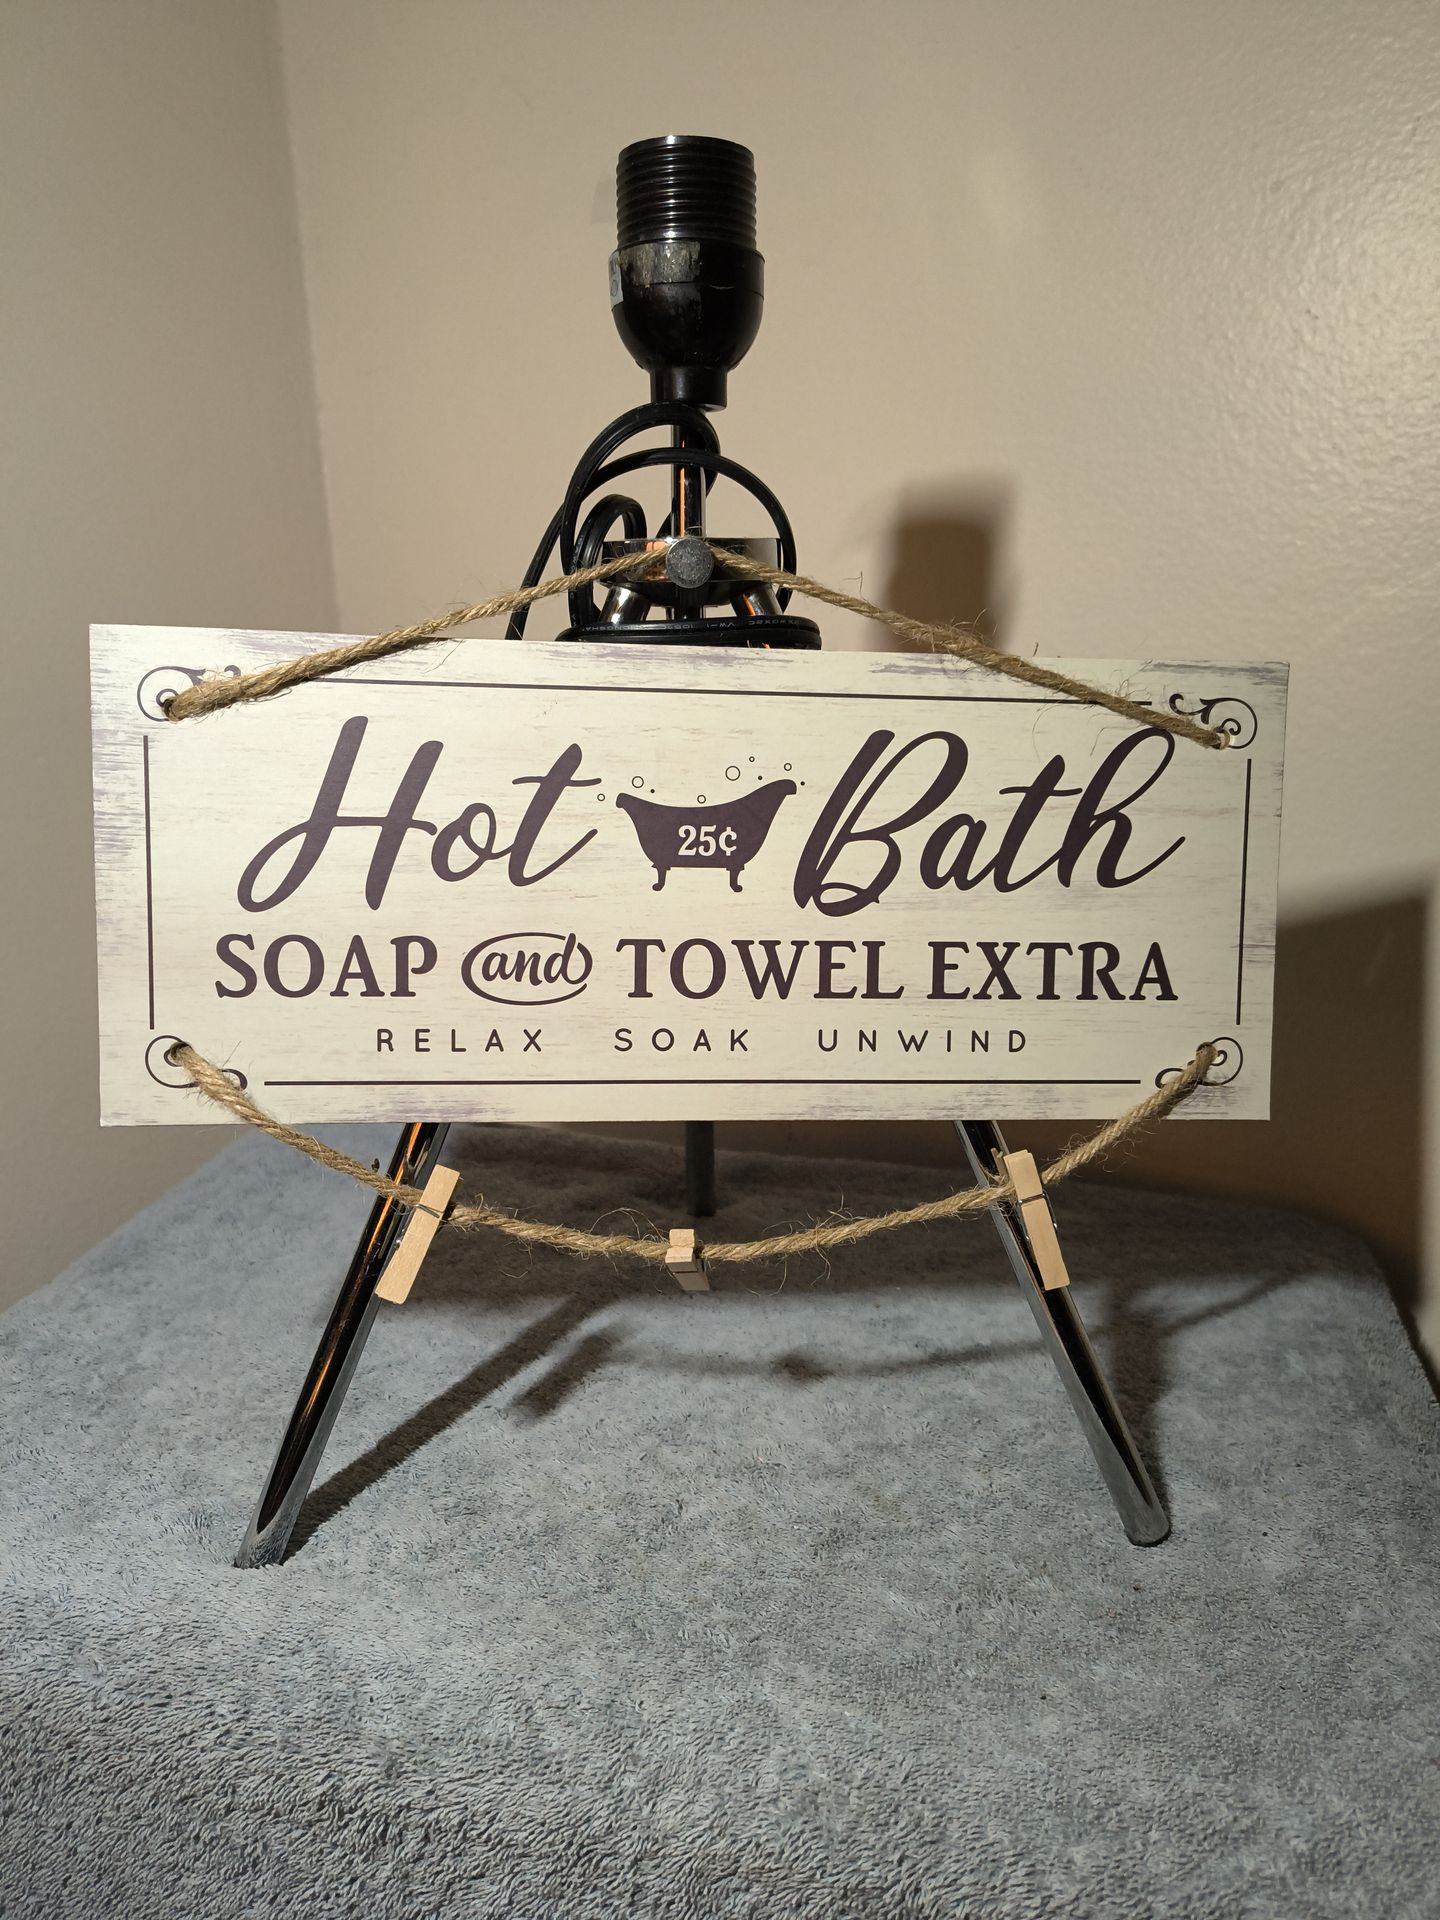 Hot 25¢ Bath
SOAP and TOWEL EXTRA
RELAX SOAK UNWIND